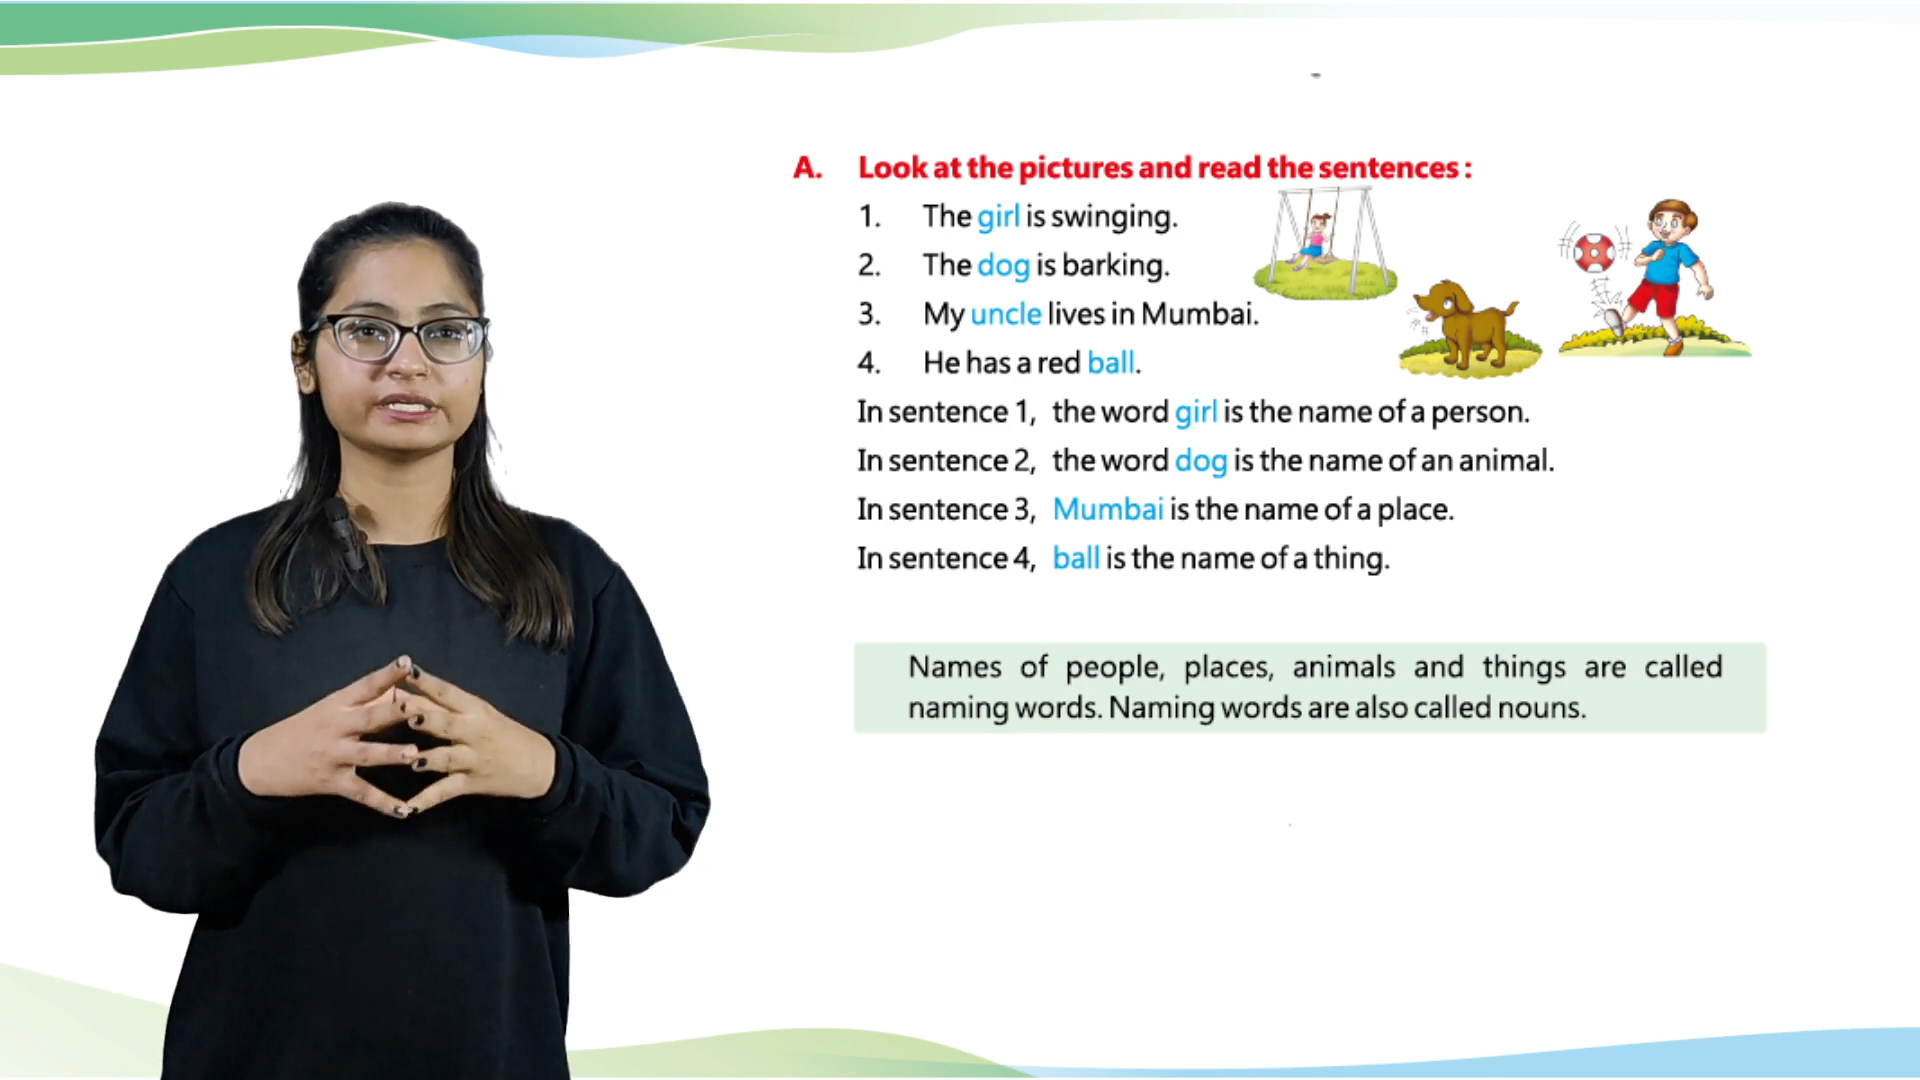 A. Look at the pictures and read the sentences :
1. The girl is swinging.
2. The dog is barking.
3. My uncle lives in Mumbai.
4. He has a red ball.
In sentence 1, the word girl is the name of a person.
In sentence 2, the word dog is the name of an animal.
In sentence 3, Mumbai is the name of a place.
In sentence 4, ball is the name of a thing.
Names of people, places, animals and things are called
naming words. Naming words are also called nouns.